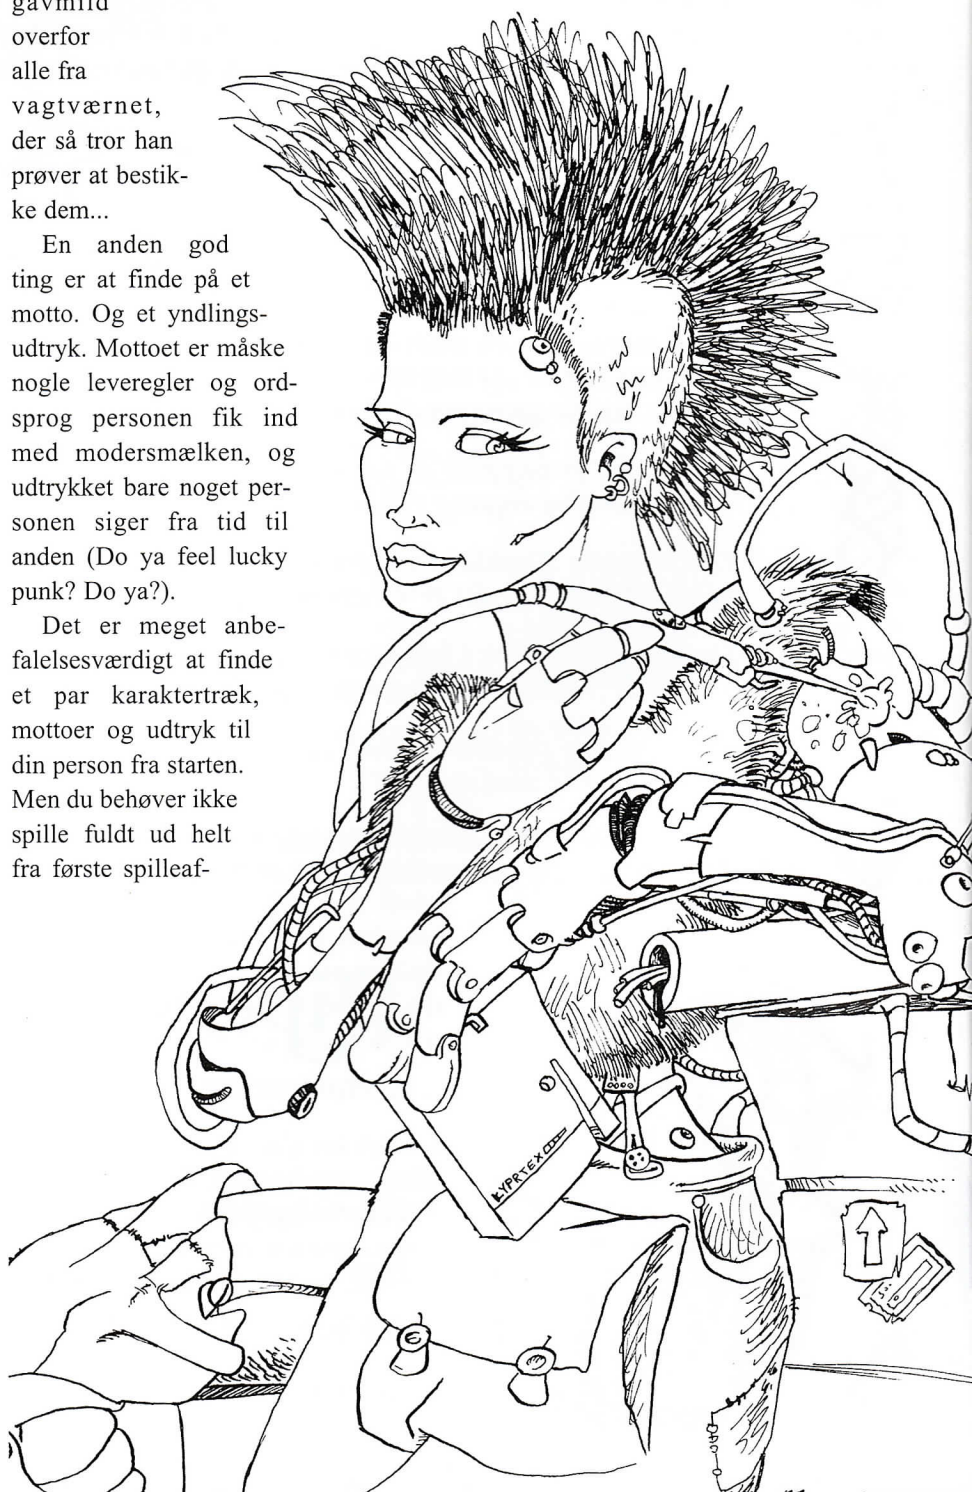 gavmild
overfor
alle fra
vagtværnet,
der så tror han
prøver at bestik-
ke dem...
En anden god
ting er at finde på et
motto. Og et yndlings-
udtryk. Mottoet er måske
nogle leveregler og ord-
sprog personen fik ind
med modersmælken, og
udtrykket bare noget per-
sonen siger fra tid til
anden (Do ya feel lucky
punk? Do ya?).
Det er meget anbe-
falelsesværdigt at finde
et par karaktertræk,
mottoer og udtryk til
din person fra starten.
Men du behøver ikke
spille fuldt ud helt
fra første spilleaf-
KYPRTEX